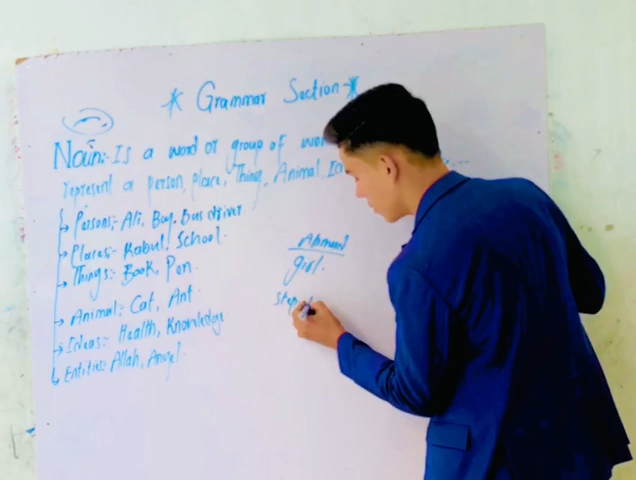 * Grammar Section *
Noun:- Is a word or group of
represent a person, place, Thing, Animal,
→ Persons:- Ali, Boy, Bus driver.
→ Places:- Kabul, School.
→ Things:- Book, Pen.
→ Animal: Cat, Ant
→ Ideas:- Health, Knowledge
→ Entities: Allah, Angel.
Ahmad
girl.